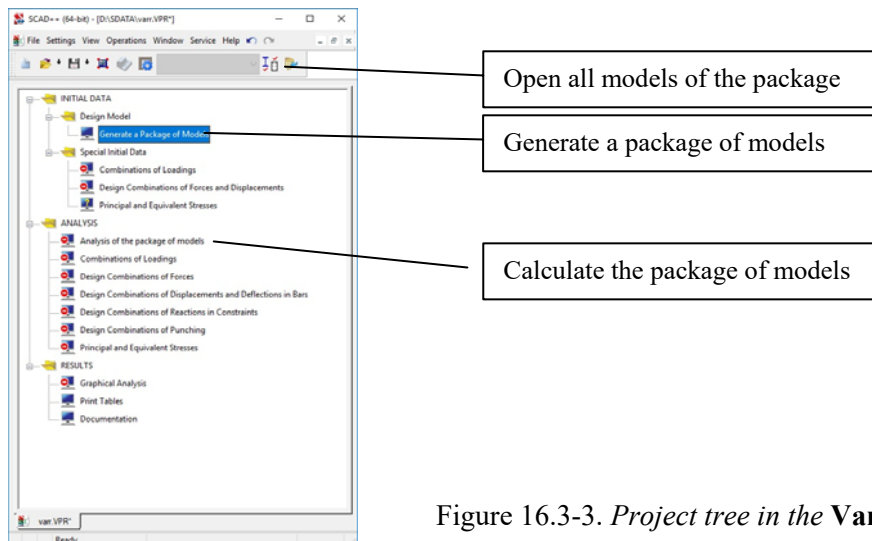 SCAD++ (64-bit) - [D:\SDATA\varr.VPR*]
File Settings View Operations Window Service Help
INITIAL DATA
Design Model
Generate a Package of Models
Special Initial Data
Combinations of Loadings
Design Combinations of Forces and Displacements
Principal and Equivalent Stresses
ANALYSIS
Analysis of the package of models
Combinations of Loadings
Design Combinations of Forces
Design Combinations of Displacements and Deflections in Bars
Design Combinations of Reactions in Constraints
Design Combinations of Punching
Principal and Equivalent Stresses
RESULTS
Graphical Analysis
Print Tables
Documentation
varr.VPR*
Ready
Open all models of the package
Generate a package of models
Calculate the package of models
Figure 16.3-3. Project tree in the Var